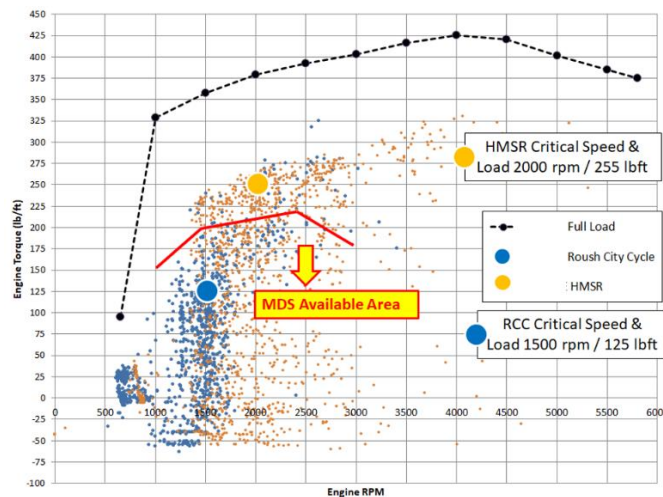 450
425
400
375
350
325
300
275
250
225
200
175
150
125
100
75
50
25
0
-25
-50
-75
-100
0 500 1000 1500 2000 2500 3000 3500 4000 4500 5000 5500 6000
Engine Torque (lb/ft)
Engine RPM
HMSR Critical Speed &
Load 2000 rpm / 255 lbft
Full Load
Roush City Cycle
HMSR
MDS Available Area
RCC Critical Speed &
Load 1500 rpm / 125 lbft